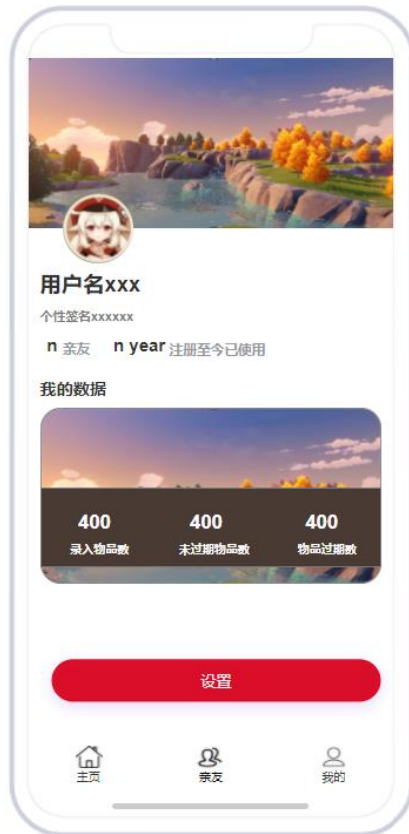 用户名xxx
个性签名xxxxxx
n 亲友 n year 注册至今已使用
我的数据
400 400 400
录入物品数 未过期物品数 物品过期数
设置
主页 亲友 我的